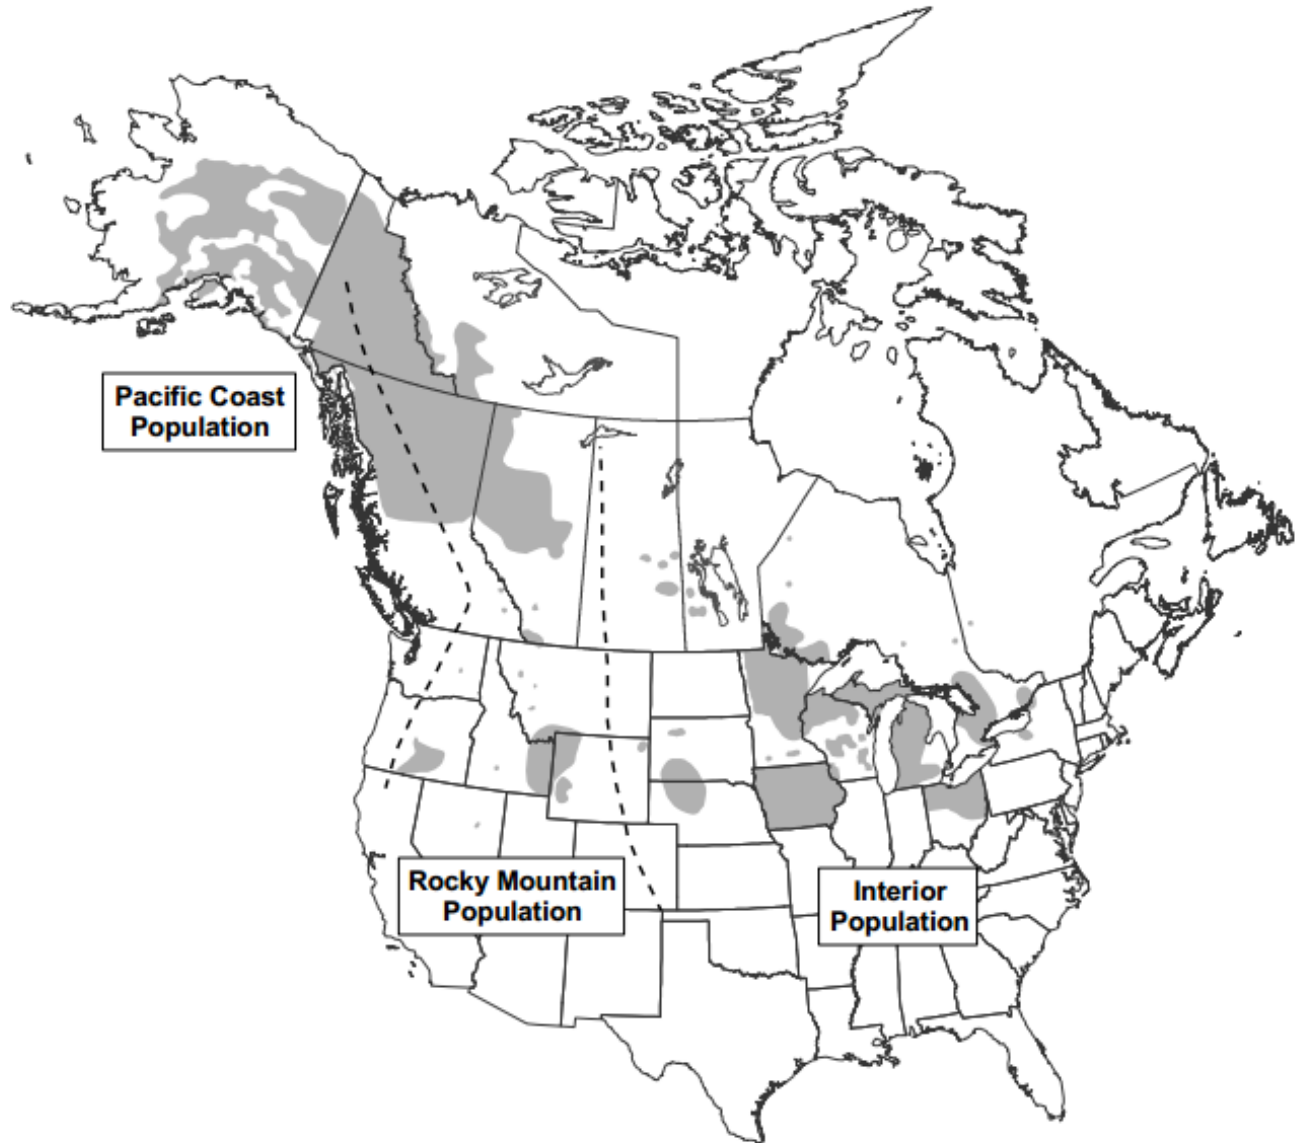 Pacific Coast
Population
Rocky Mountain
Population
Interior
Population